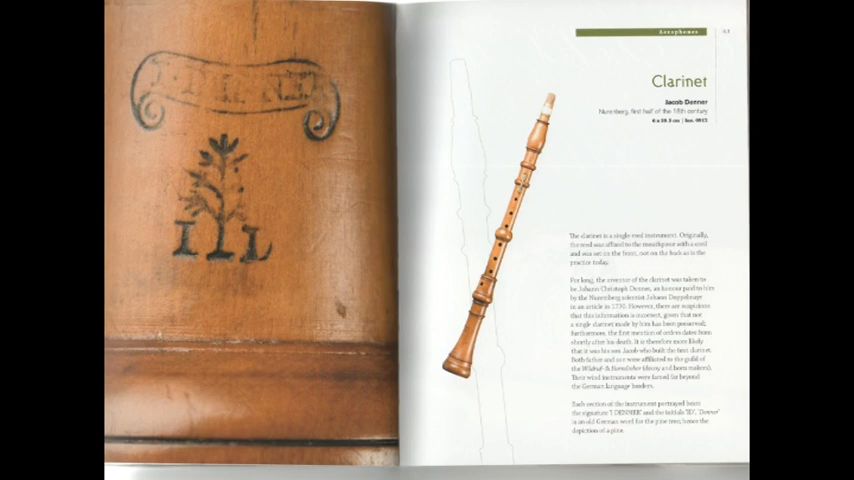 I. DENNER
I L
Aerophones
Clarinet
Jacob Denner
Nuremberg, first half of the 18th century
The clarinet is a single-reed instrument. Originally,
the reed was affixed to the mouthpiece with a cord
and was set on the front, not on the back as is the
practice today.
For long, the inventor of the clarinet was taken to
be Johann Christoph Denner, an honour paid to him
by the Nuremberg scientist Johann Doppelmayr
in an article in 1730. However, there are suspicions
that this information is incorrect, given that not
a single clarinet made by him has been preserved;
furthermore, the first mention of orders dates from
shortly after his death. It is therefore more likely
that it was his son Jacob who built the first clarinet.
Both father and son were affiliated to the guild of
the (decoy and horn makers).
Their wind instruments were famed far beyond
the German language borders.
Each section of the instrument portrayed bears
the signature 'I. DENNER' and the initials 'Denner'
is an old German word for the pine tree; hence the
depiction of a pine.